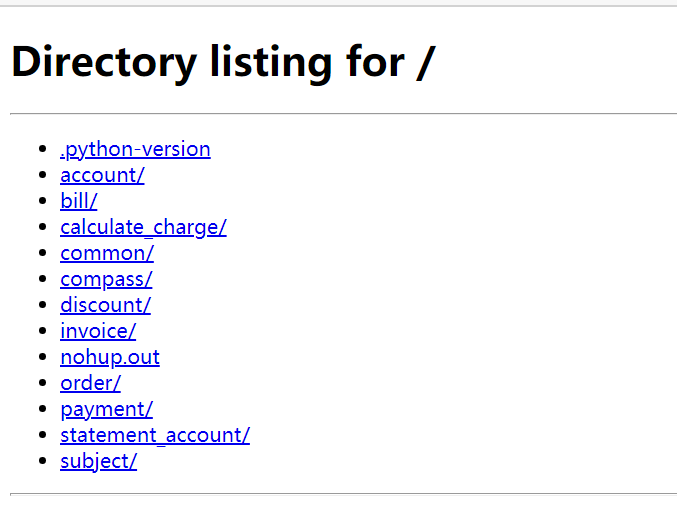 Directory listing for /
.python-version
account/
bill/
calculate_charge/
common/
compass/
discount/
invoice/
nohup.out
order/
payment/
statement_account/
subject/